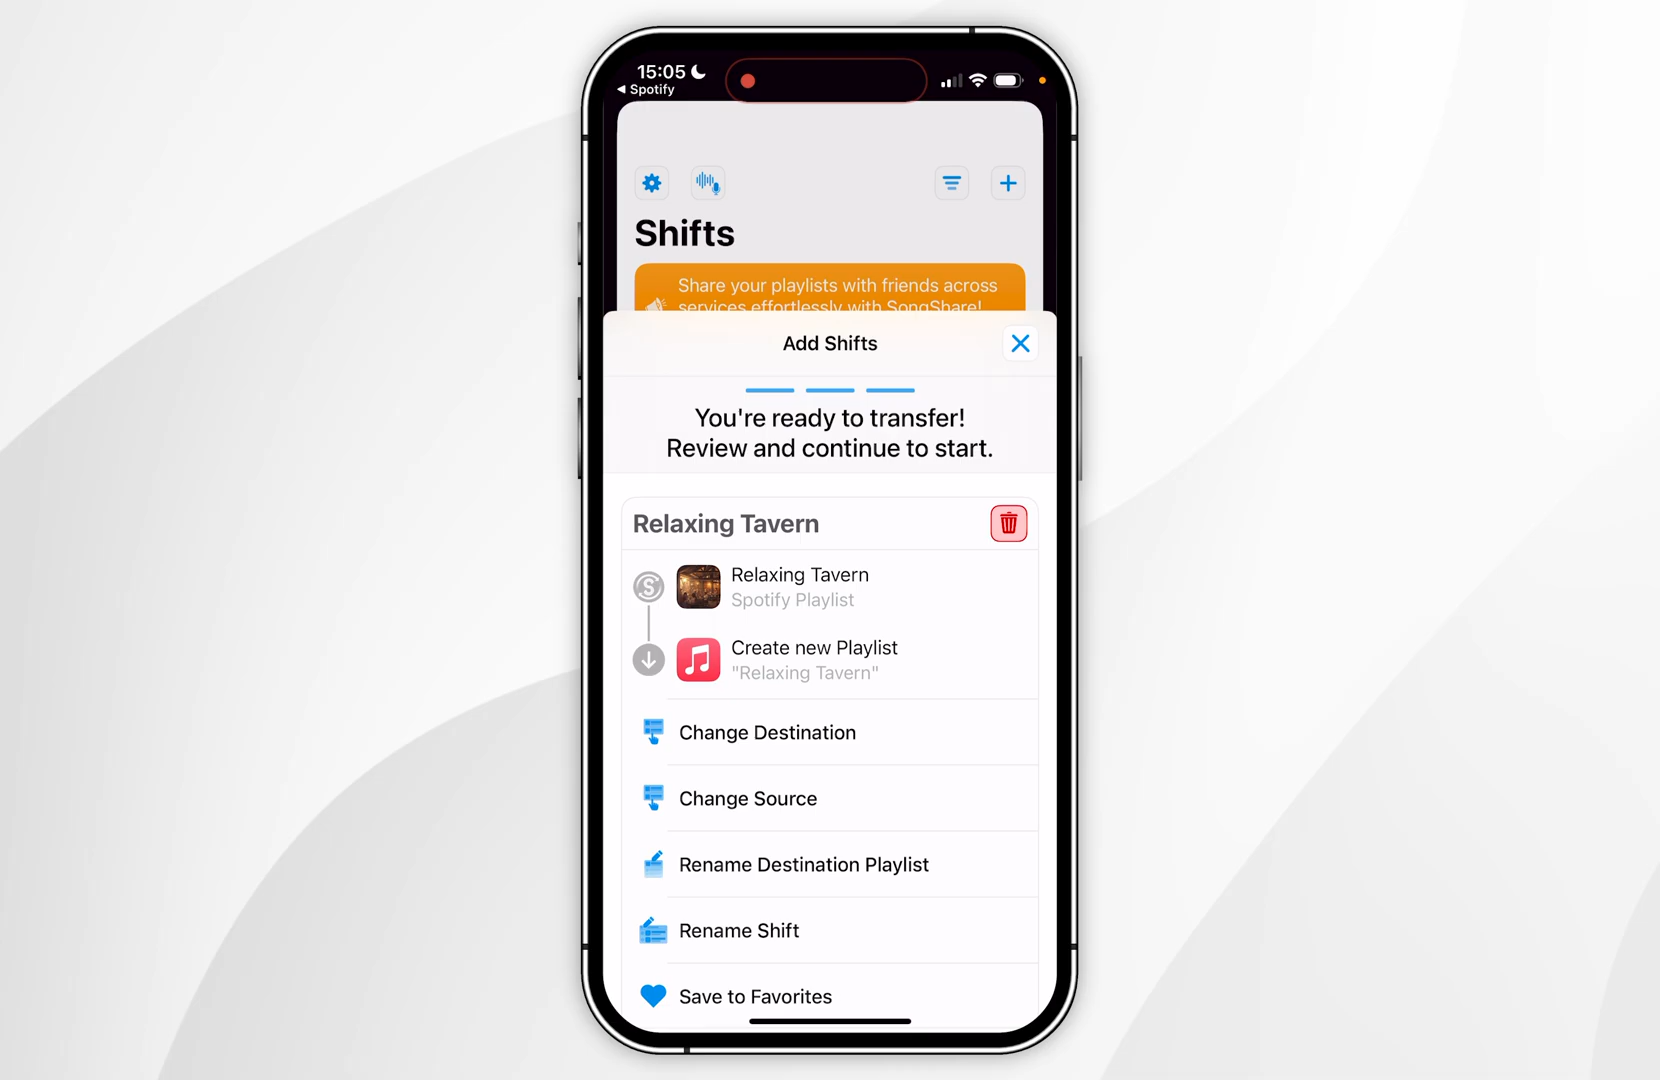 15:05
◀ Spotify
Shifts
Share your playlists with friends across
services effortlessly with SongShare!
Add Shifts
You're ready to transfer!
Review and continue to start.
Relaxing Tavern
Relaxing Tavern
Spotify Playlist
Create new Playlist
"Relaxing Tavern"
Change Destination
Change Source
Rename Destination Playlist
Rename Shift
Save to Favorites